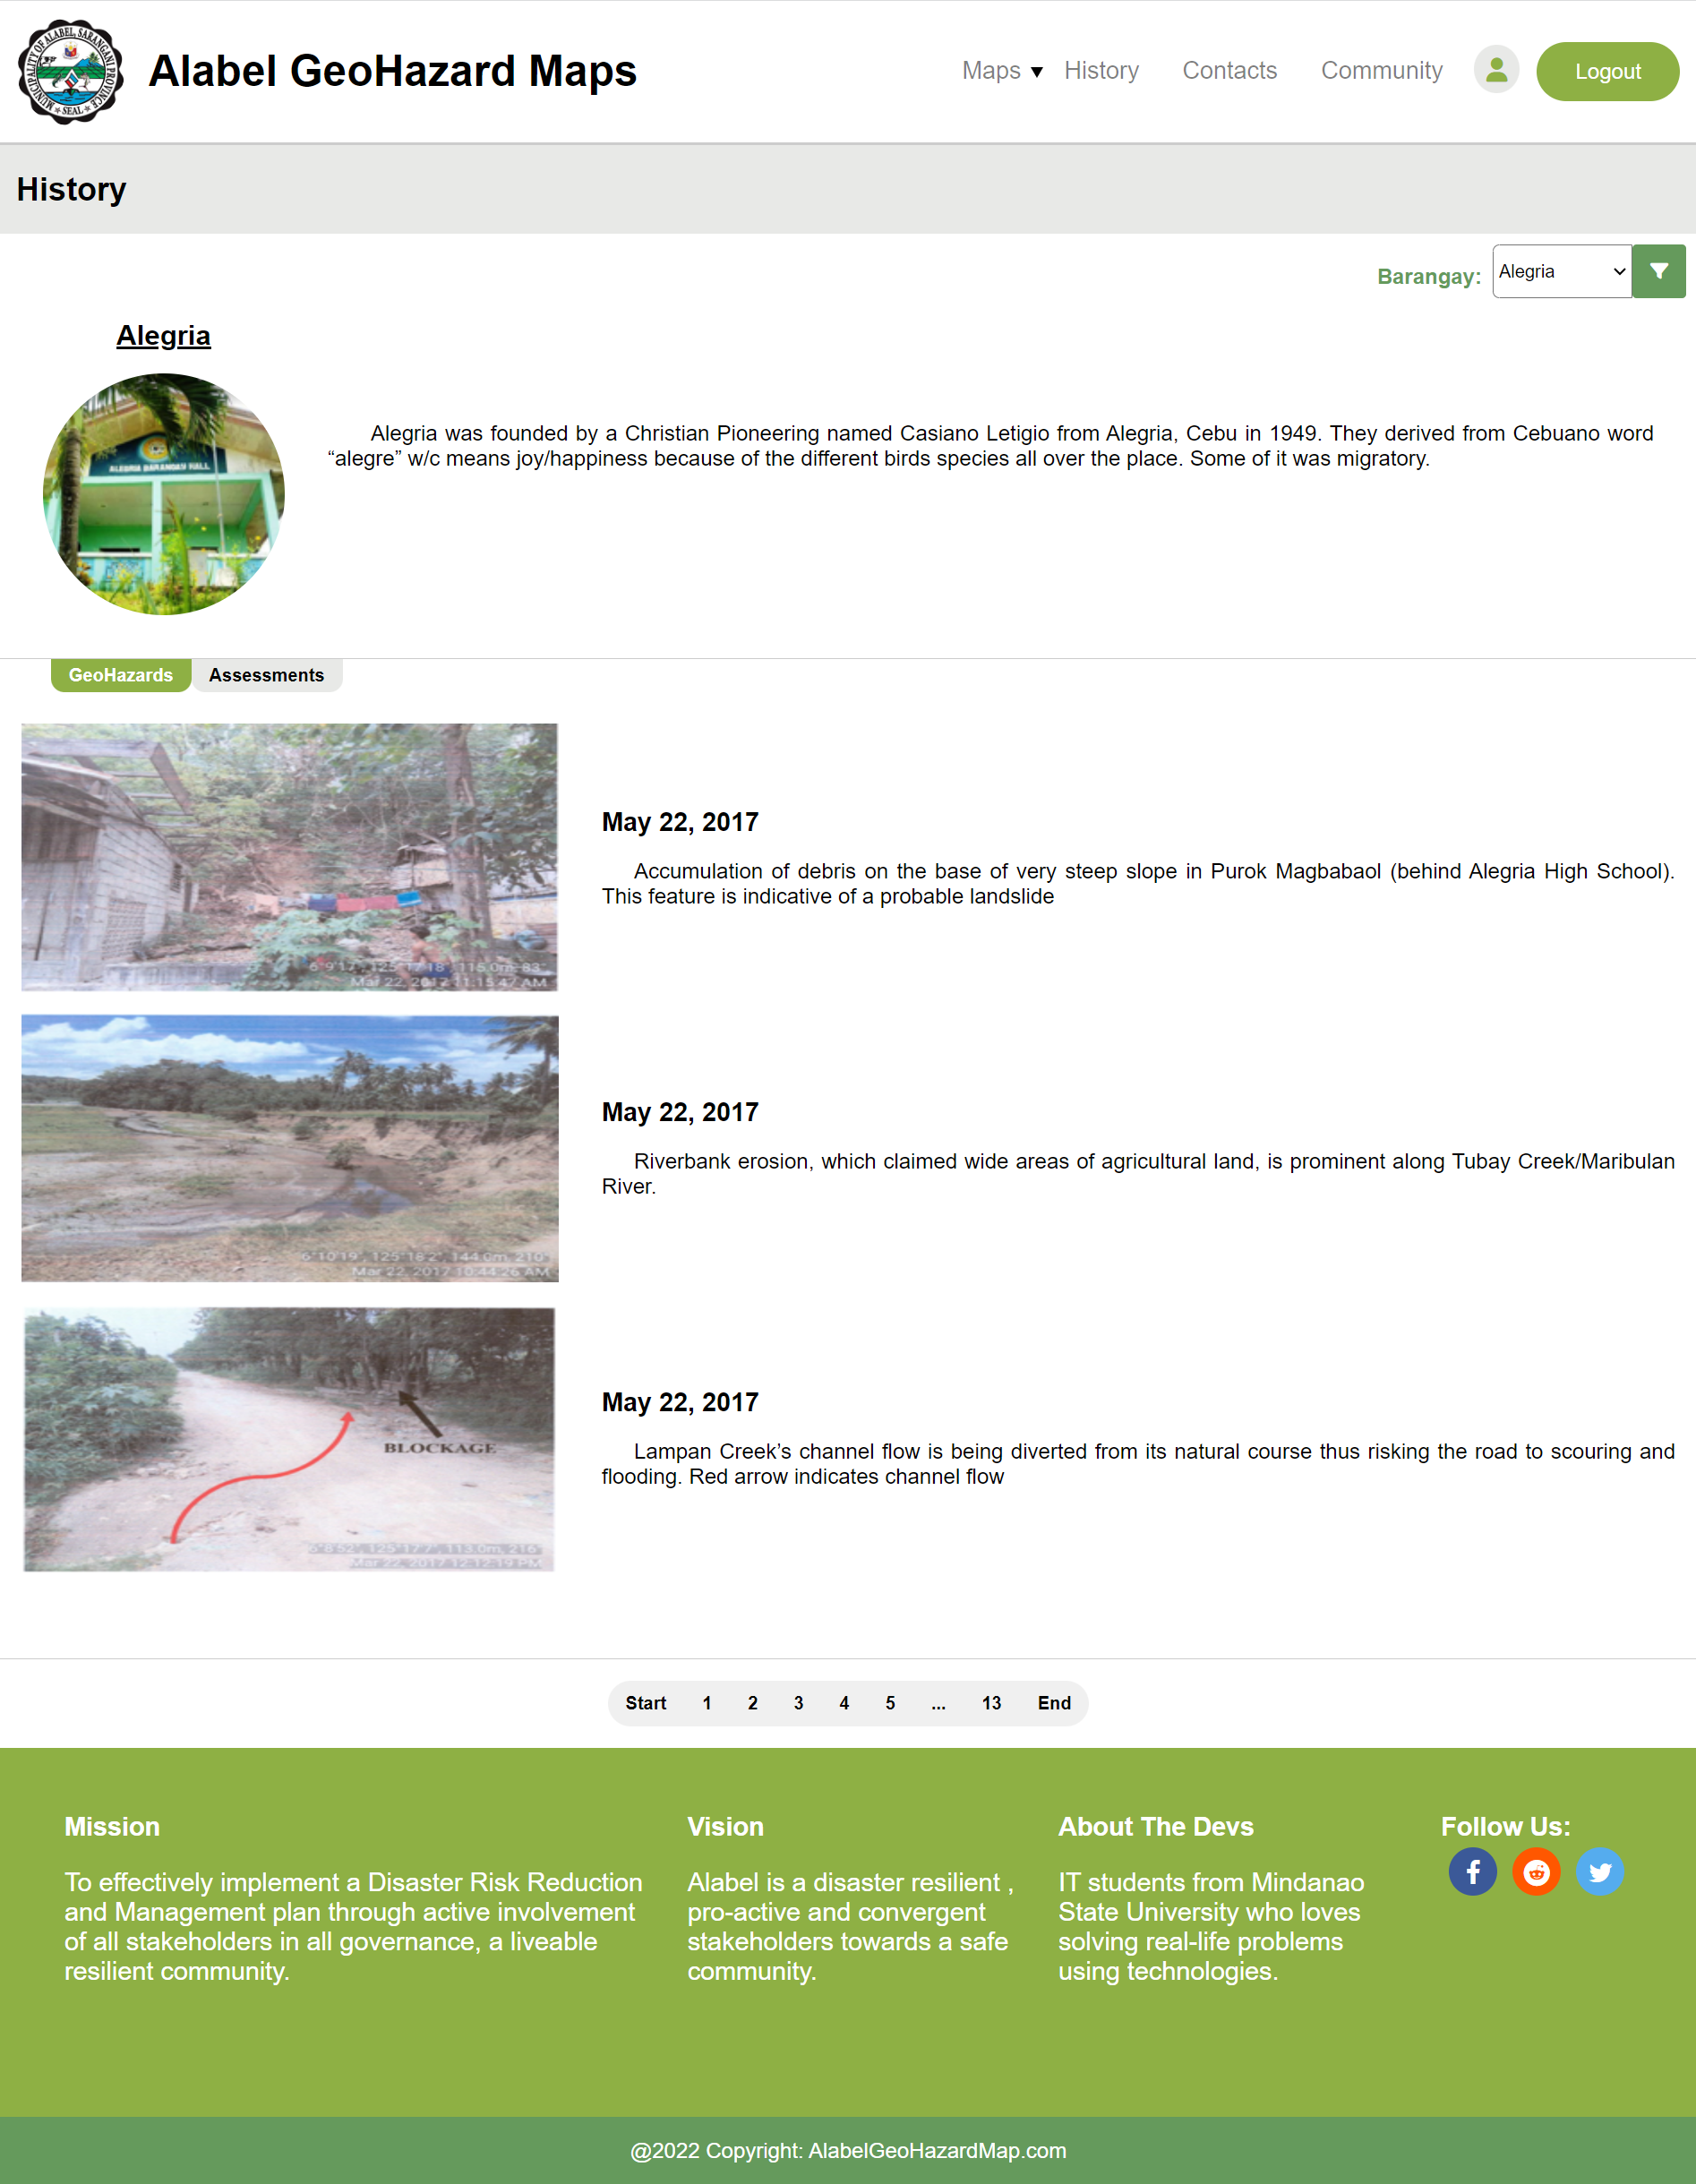 MUNICIPALITY OF ALABEL, SARANGANI PROVINCE
SEAL
Alabel GeoHazard Maps
Maps ▼
History
Contacts
Community
Logout
History
Barangay:
Alegria
Alegria
ALEGRIA BARANGAY HALL
Alegria was founded by a Christian Pioneering named Casiano Letigio from Alegria, Cebu in 1949. They derived from Cebuano word
“alegre” w/c means joy/happiness because of the different birds species all over the place. Some of it was migratory.
GeoHazards
Assessments
6°9'17", 125°17'18", 115.0m, 83°
Mar 22, 2017 11:15:47 AM
May 22, 2017
Accumulation of debris on the base of very steep slope in Purok Magbabaol (behind Alegria High School).
This feature is indicative of a probable landslide
6°10'19", 125°18'2", 144.0m, 210°
Mar 22, 2017 10:44:26 AM
May 22, 2017
Riverbank erosion, which claimed wide areas of agricultural land, is prominent along Tubay Creek/Maribulan
River.
BLOCKAGE
6°8'52", 125°17'7", 113.0m, 216°
Mar 22, 2017 12:12:19 PM
May 22, 2017
Lampan Creek’s channel flow is being diverted from its natural course thus risking the road to scouring and
flooding. Red arrow indicates channel flow
Start 1 2 3 4 5 ... 13 End
Mission
To effectively implement a Disaster Risk Reduction
and Management plan through active involvement
of all stakeholders in all governance, a liveable
resilient community.
Vision
Alabel is a disaster resilient ,
pro-active and convergent
stakeholders towards a safe
community.
About The Devs
IT students from Mindanao
State University who loves
solving real-life problems
using technologies.
Follow Us:
@2022 Copyright: AlabelGeoHazardMap.com